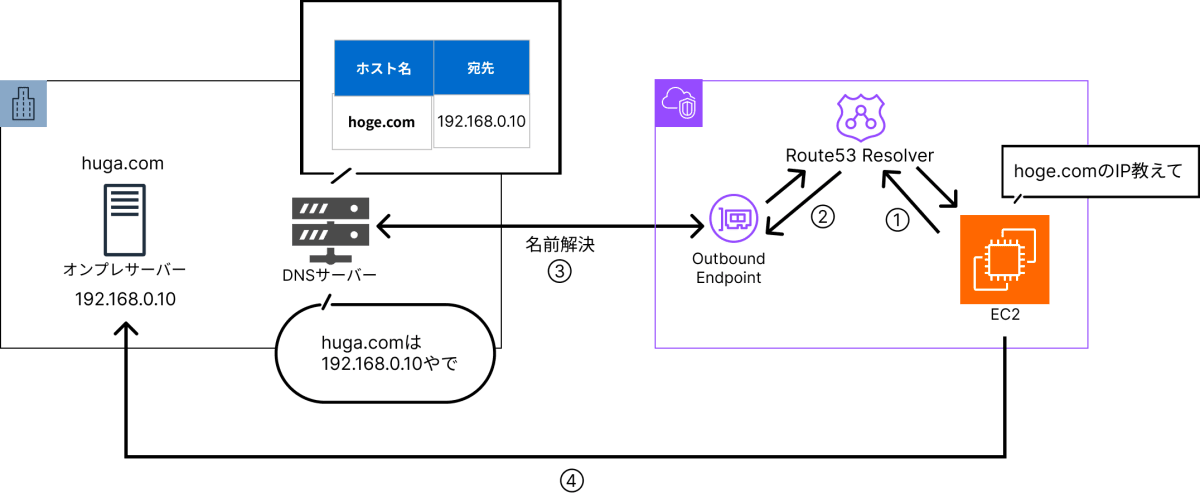 ホスト名
宛先
hoge.com
192.168.0.10
huga.com
オンプレサーバー
192.168.0.10
DNSサーバー
huga.comは
192.168.0.10やで
名前解決
③
Route53 Resolver
②
①
Outbound
Endpoint
hoge.comのIP教えて
EC2
④